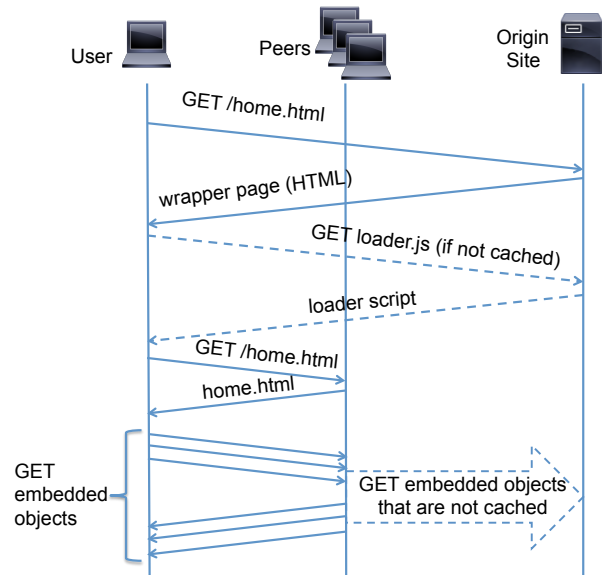 User
Peers
Origin
Site
GET /home.html
wrapper page (HTML)
GET loader.js (if not cached)
loader script
GET /home.html
home.html
GET
embedded
objects
GET embedded objects
that are not cached